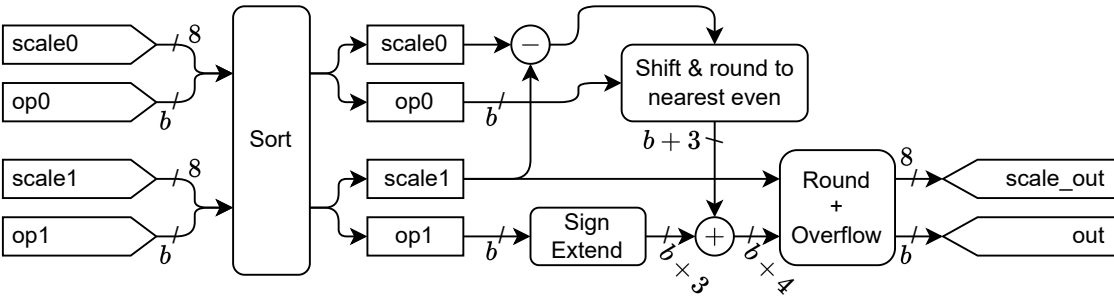 scale0
8
op0
b
scale1
8
op1
b
Sort
scale0
op0
b
scale1
op1
b
−
Shift & round to
nearest even
b + 3
Sign
Extend
b + 3
+
b + 4
Round
+
Overflow
8
scale_out
b
out